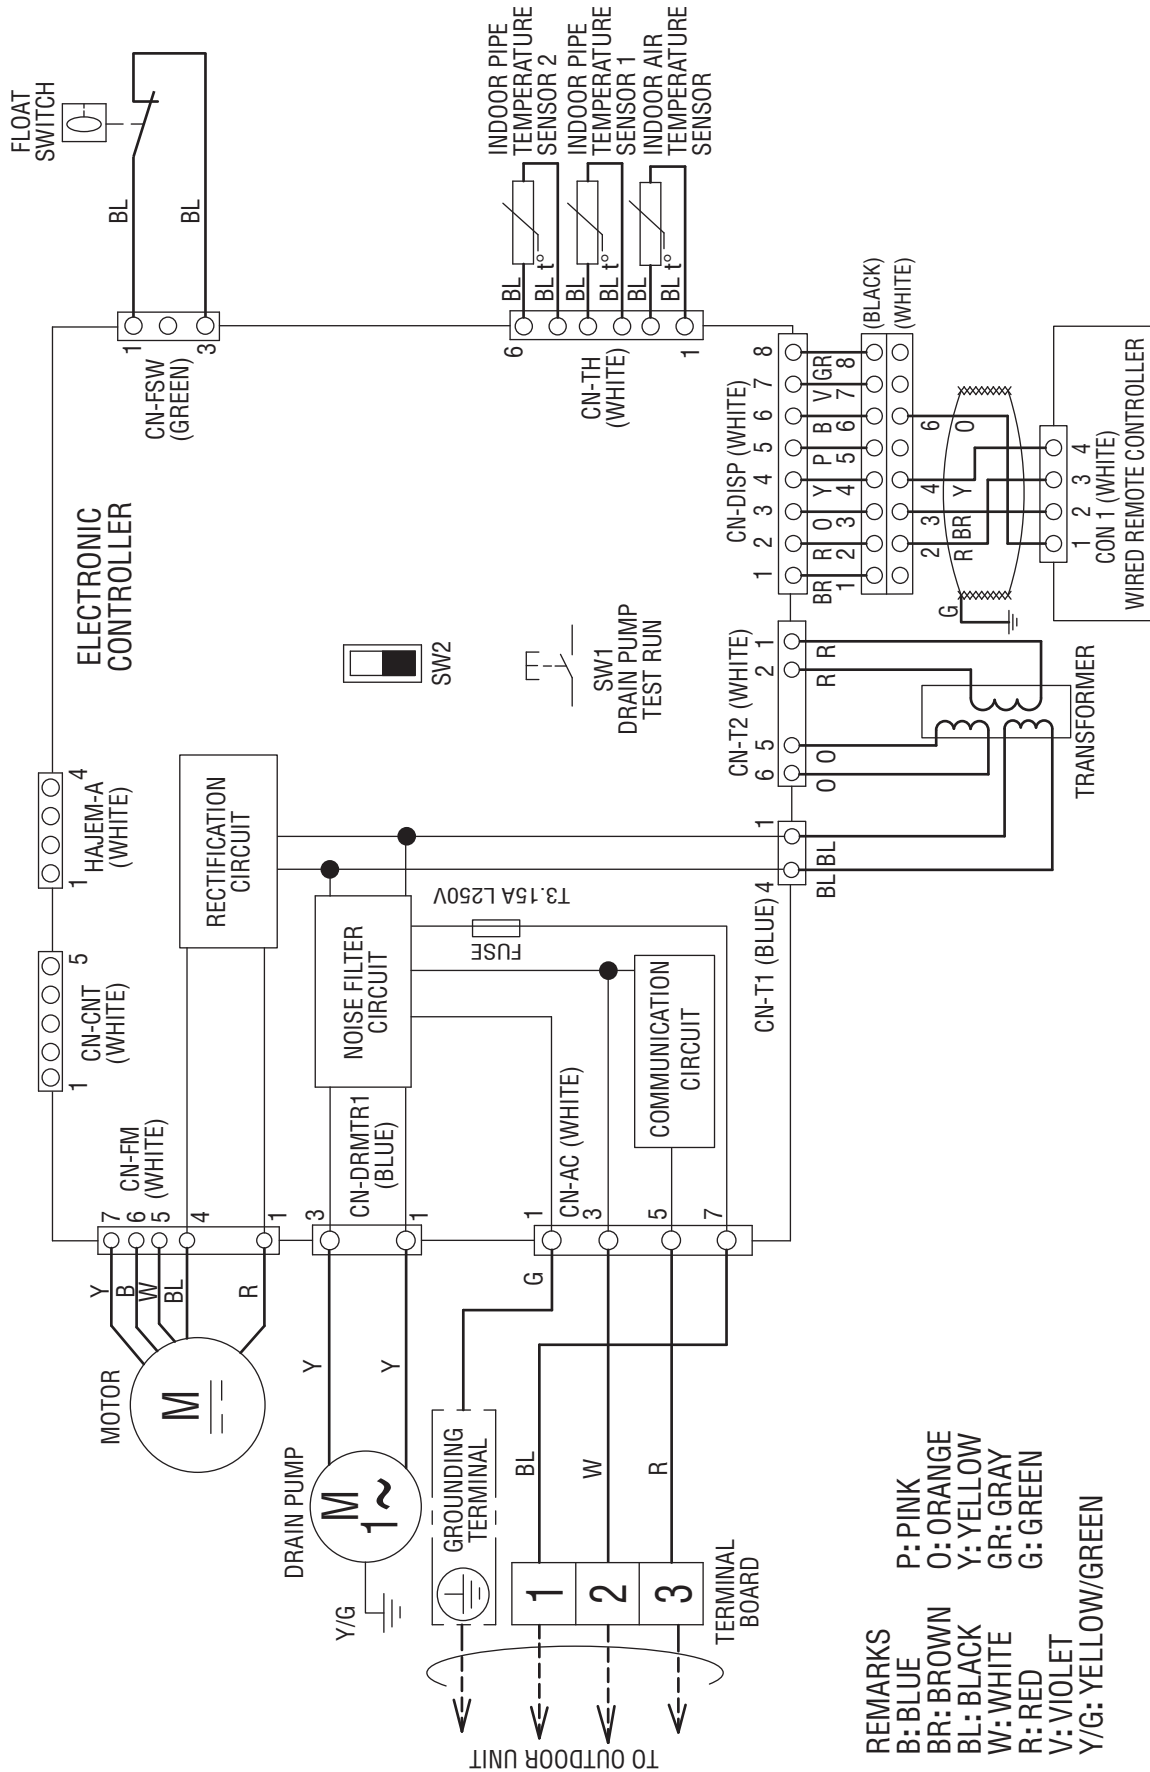 FLOAT
SWITCH
BL
BL
1
3
CN-FSW
(GREEN)
INDOOR PIPE
TEMPERATURE
SENSOR 2
INDOOR PIPE
TEMPERATURE
SENSOR 1
INDOOR AIR
TEMPERATURE
SENSOR
BL
BL
BL
BL
BL
BL
t°
t°
t°
6
1
CN-TH
(WHITE)
ELECTRONIC
CONTROLLER
SW2
SW1
DRAIN PUMP
TEST RUN
CN-DISP (WHITE)
1 2 3 4 5 6 7 8
BR R O Y P B V GR
1 2 3 4 5 6 7 8
(BLACK)
(WHITE)
2 3 4 6
R BR Y O
G
1 2 3 4
CON 1 (WHITE)
WIRED REMOTE CONTROLLER
CN-T2 (WHITE)
6 5 2 1
O O R R
TRANSFORMER
CN-T1 (BLUE)
4 1
BL BL
1 HAJEM-A 4
(WHITE)
1 CN-CNT 5
(WHITE)
RECTIFICATION
CIRCUIT
NOISE FILTER
CIRCUIT
FUSE
T3.15A L250V
COMMUNICATION
CIRCUIT
CN-FM
(WHITE)
7
6
5
4
1
Y
B
W
BL
R
MOTOR
M
CN-DRMTR1
(BLUE)
3
1
Y
Y
DRAIN PUMP
M
1~
Y/G
CN-AC (WHITE)
1
3
5
7
G
GROUNDING
TERMINAL
BL
W
R
1
2
3
TERMINAL
BOARD
TO OUTDOOR UNIT
REMARKS
B: BLUE
BR: BROWN
BL: BLACK
W: WHITE
R: RED
V: VIOLET
Y/G: YELLOW/GREEN
P: PINK
O: ORANGE
Y: YELLOW
GR: GRAY
G: GREEN